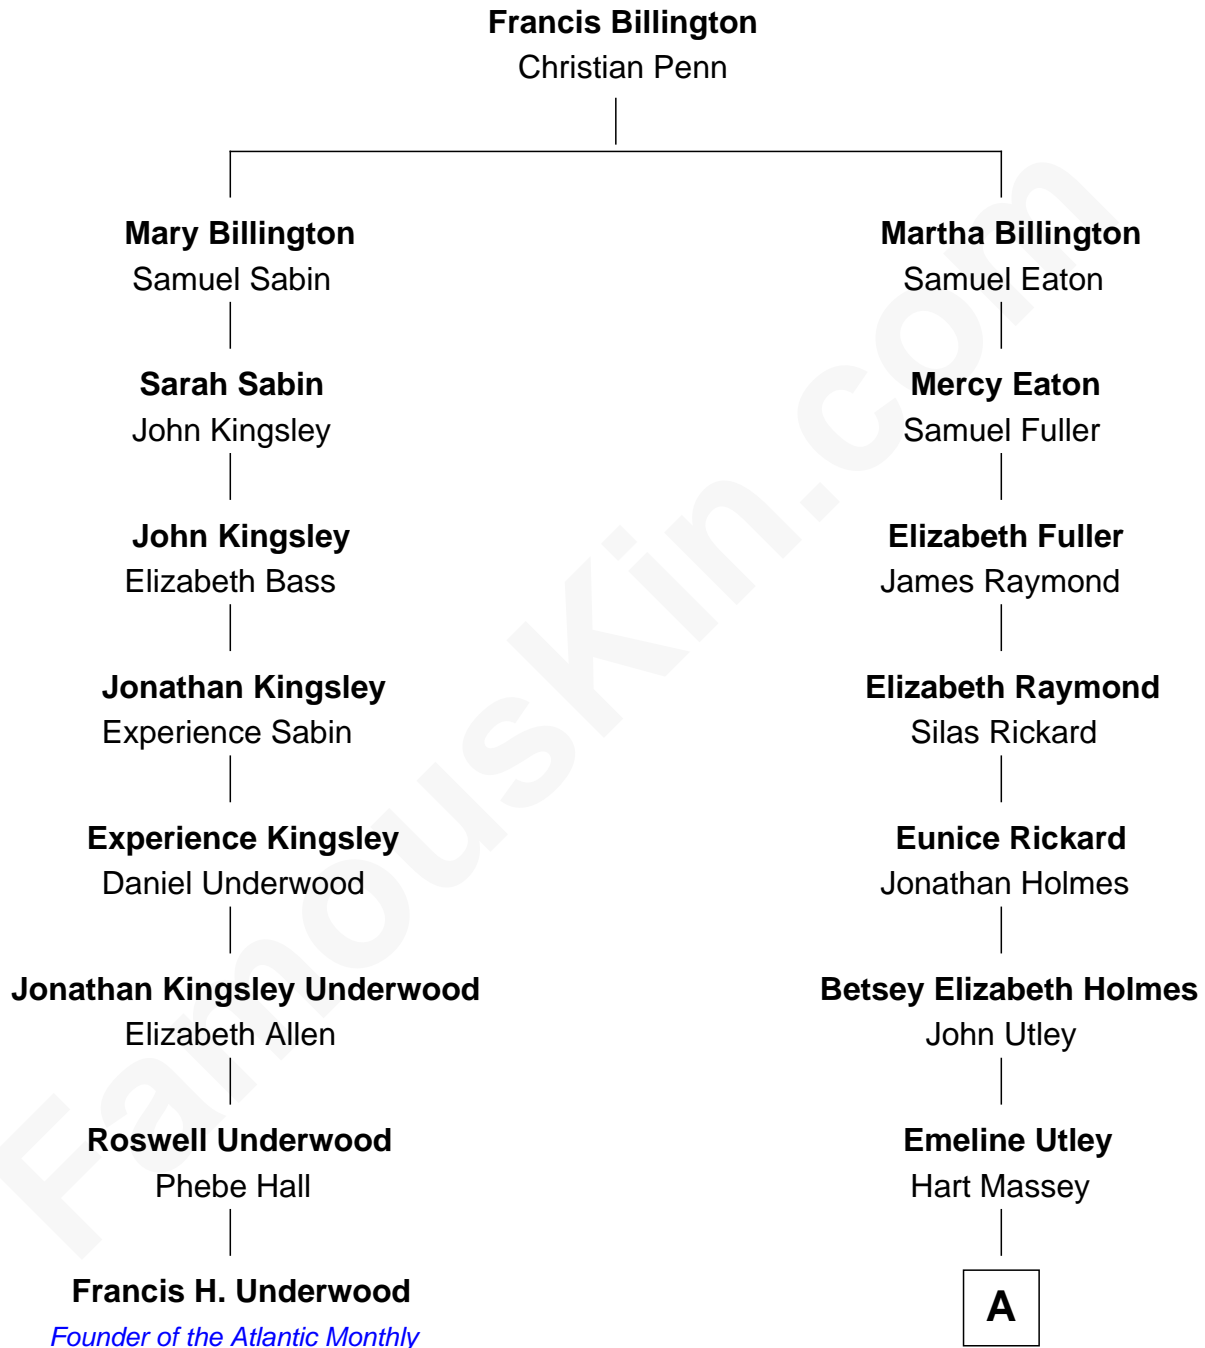 Francis Billington
Christian Penn
Mary Billington
Samuel Sabin
Martha Billington
Samuel Eaton
Sarah Sabin
John Kingsley
Mercy Eaton
Samuel Fuller
John Kingsley
Elizabeth Bass
Elizabeth Fuller
James Raymond
Jonathan Kingsley
Experience Sabin
Elizabeth Raymond
Silas Rickard
Experience Kingsley
Daniel Underwood
Eunice Rickard
Jonathan Holmes
Jonathan Kingsley Underwood
Elizabeth Allen
Betsey Elizabeth Holmes
John Utley
Roswell Underwood
Phebe Hall
Emeline Utley
Hart Massey
Francis H. Underwood
Founder of the Atlantic Monthly
A
FamousKin.com